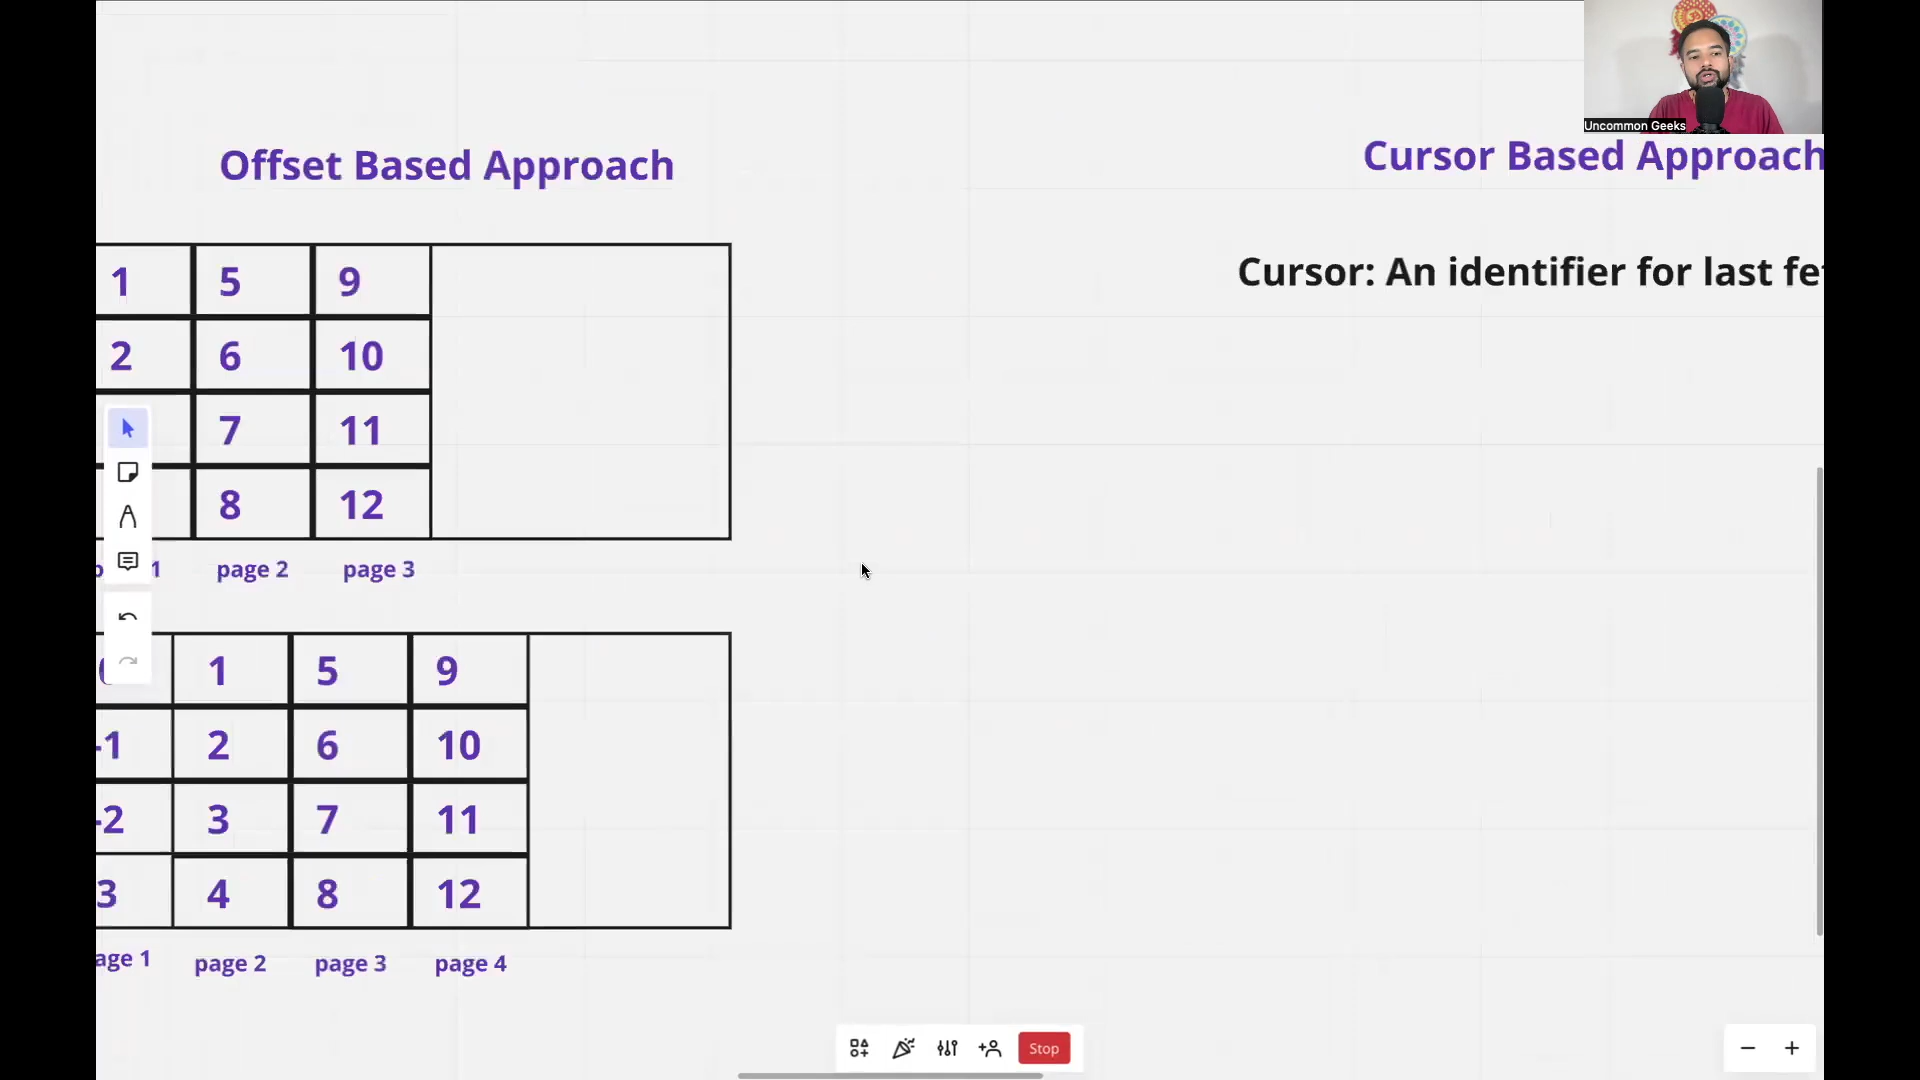 Uncommon Geeks
Offset Based Approach
Cursor Based Approach
Cursor: An identifier for last
1 5 9
2 6 10
7 11
8 12
1 page 2 page 3
1 5 9
-1 2 6 10
-2 3 7 11
3 4 8 12
age 1 page 2 page 3 page 4
Stop